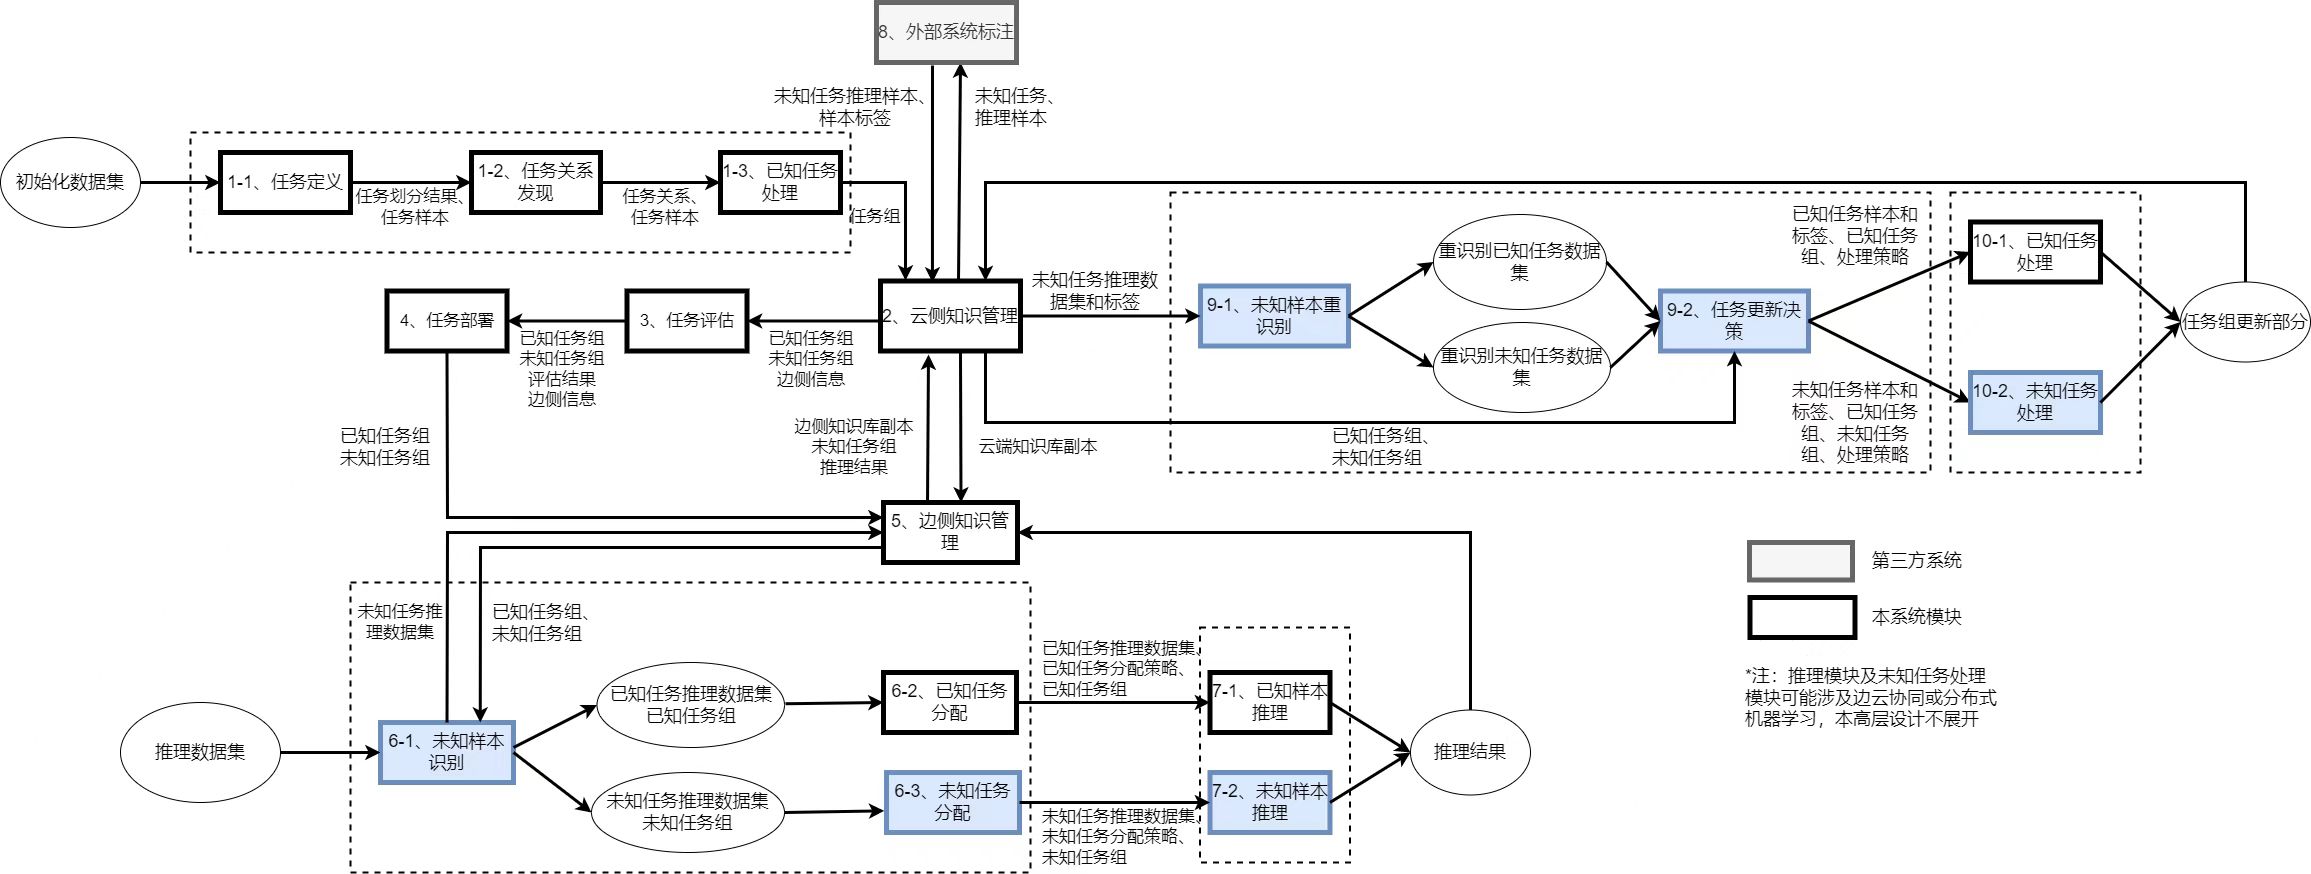 8、外部系统标注
未知任务推理样本、
样本标签
未知任务、
推理样本
初始化数据集
1-1、任务定义
任务划分结果、
任务样本
1-2、任务关系
发现
任务关系、
任务样本
1-3、已知任务
处理
任务组
4、任务部署
已知任务组
未知任务组
评估结果
边侧信息
3、任务评估
已知任务组
未知任务组
边侧信息
2、云侧知识管理
未知任务推理数
据集和标签
9-1、未知样本重
识别
重识别已知任务数据
集
重识别未知任务数据
集
9-2、任务更新决
策
已知任务样本和
标签、已知任务
组、处理策略
未知任务样本和
标签、已知任务
组、未知任务
组、处理策略
10-1、已知任务
处理
10-2、未知任务
处理
任务组更新部分
已知任务组、
未知任务组
已知任务组
未知任务组
边侧知识库副本
未知任务组
推理结果
云端知识库副本
5、边侧知识管
理
未知任务推
理数据集
已知任务组、
未知任务组
推理数据集
6-1、未知样本
识别
已知任务推理数据集
已知任务组
未知任务推理数据集
未知任务组
6-2、已知任务
分配
6-3、未知任务
分配
已知任务推理数据集、
已知任务分配策略、
已知任务组
未知任务推理数据集、
未知任务分配策略、
未知任务组
7-1、已知样本
推理
7-2、未知样本
推理
推理结果
第三方系统
本系统模块
*注：推理模块及未知任务处理
模块可能涉及边云协同或分布式
机器学习，本高层设计不展开